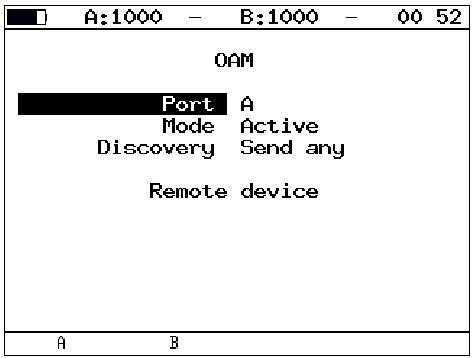 A:1000 – B:1000 – 00 52
OAM
Port A
Mode Active
Discovery Send any
Remote device
A B